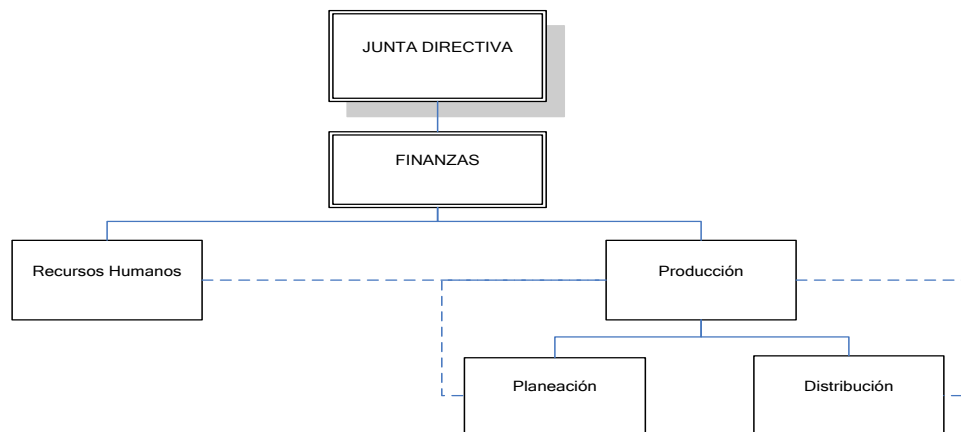 JUNTA DIRECTIVA
FINANZAS
Recursos Humanos
Producción
Planeación
Distribución